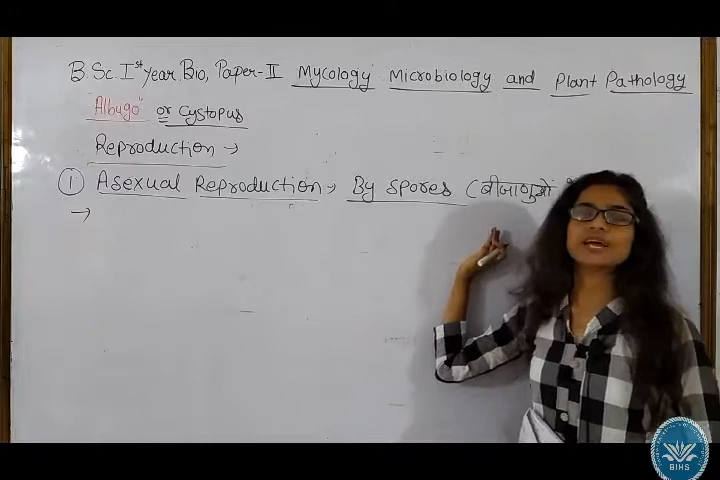 B.Sc. Ist year Bio, Paper-II Mycology Microbiology and Plant Pathology
"Albugo" or Cystopus
Reproduction →
① Asexual Reproduction → By Spores (बीजाणुओं
→
BIHS